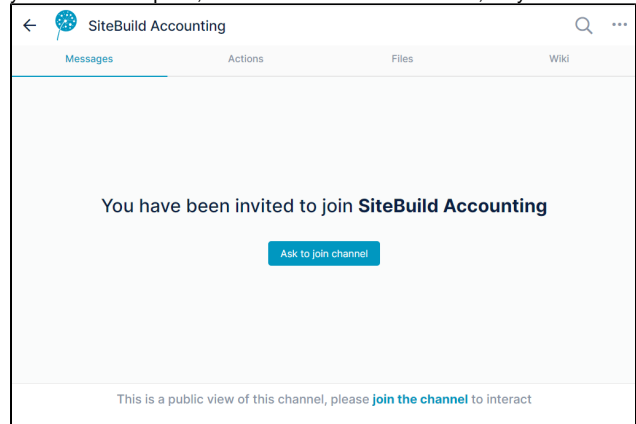 SiteBuild Accounting
Messages Actions Files Wiki
You have been invited to join SiteBuild Accounting
Ask to join channel
This is a public view of this channel, please join the channel to interact